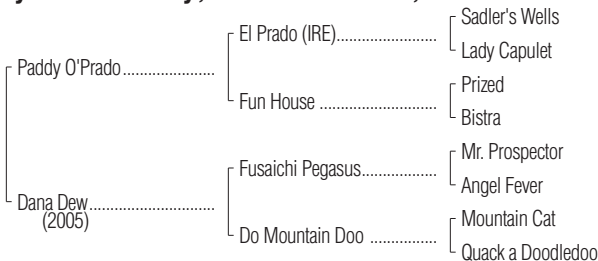 Sadler's Wells
El Prado (IRE)....................
Lady Capulet
Paddy O'Prado.....................
Prized
Fun House ..........................
Bistra
Mr. Prospector
Fusaichi Pegasus.................
Angel Fever
Dana Dew............................
(2005)
Mountain Cat
Do Mountain Doo ...............
Quack a Doodledoo